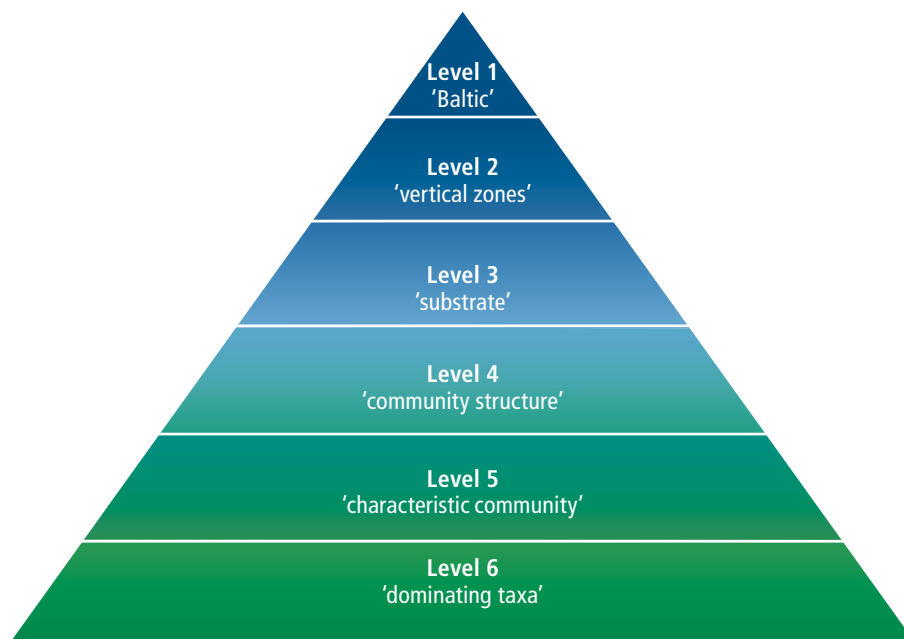 Level 1
‘Baltic’
Level 2
‘vertical zones’
Level 3
‘substrate’
Level 4
‘community structure’
Level 5
‘characteristic community’
Level 6
‘dominating taxa’